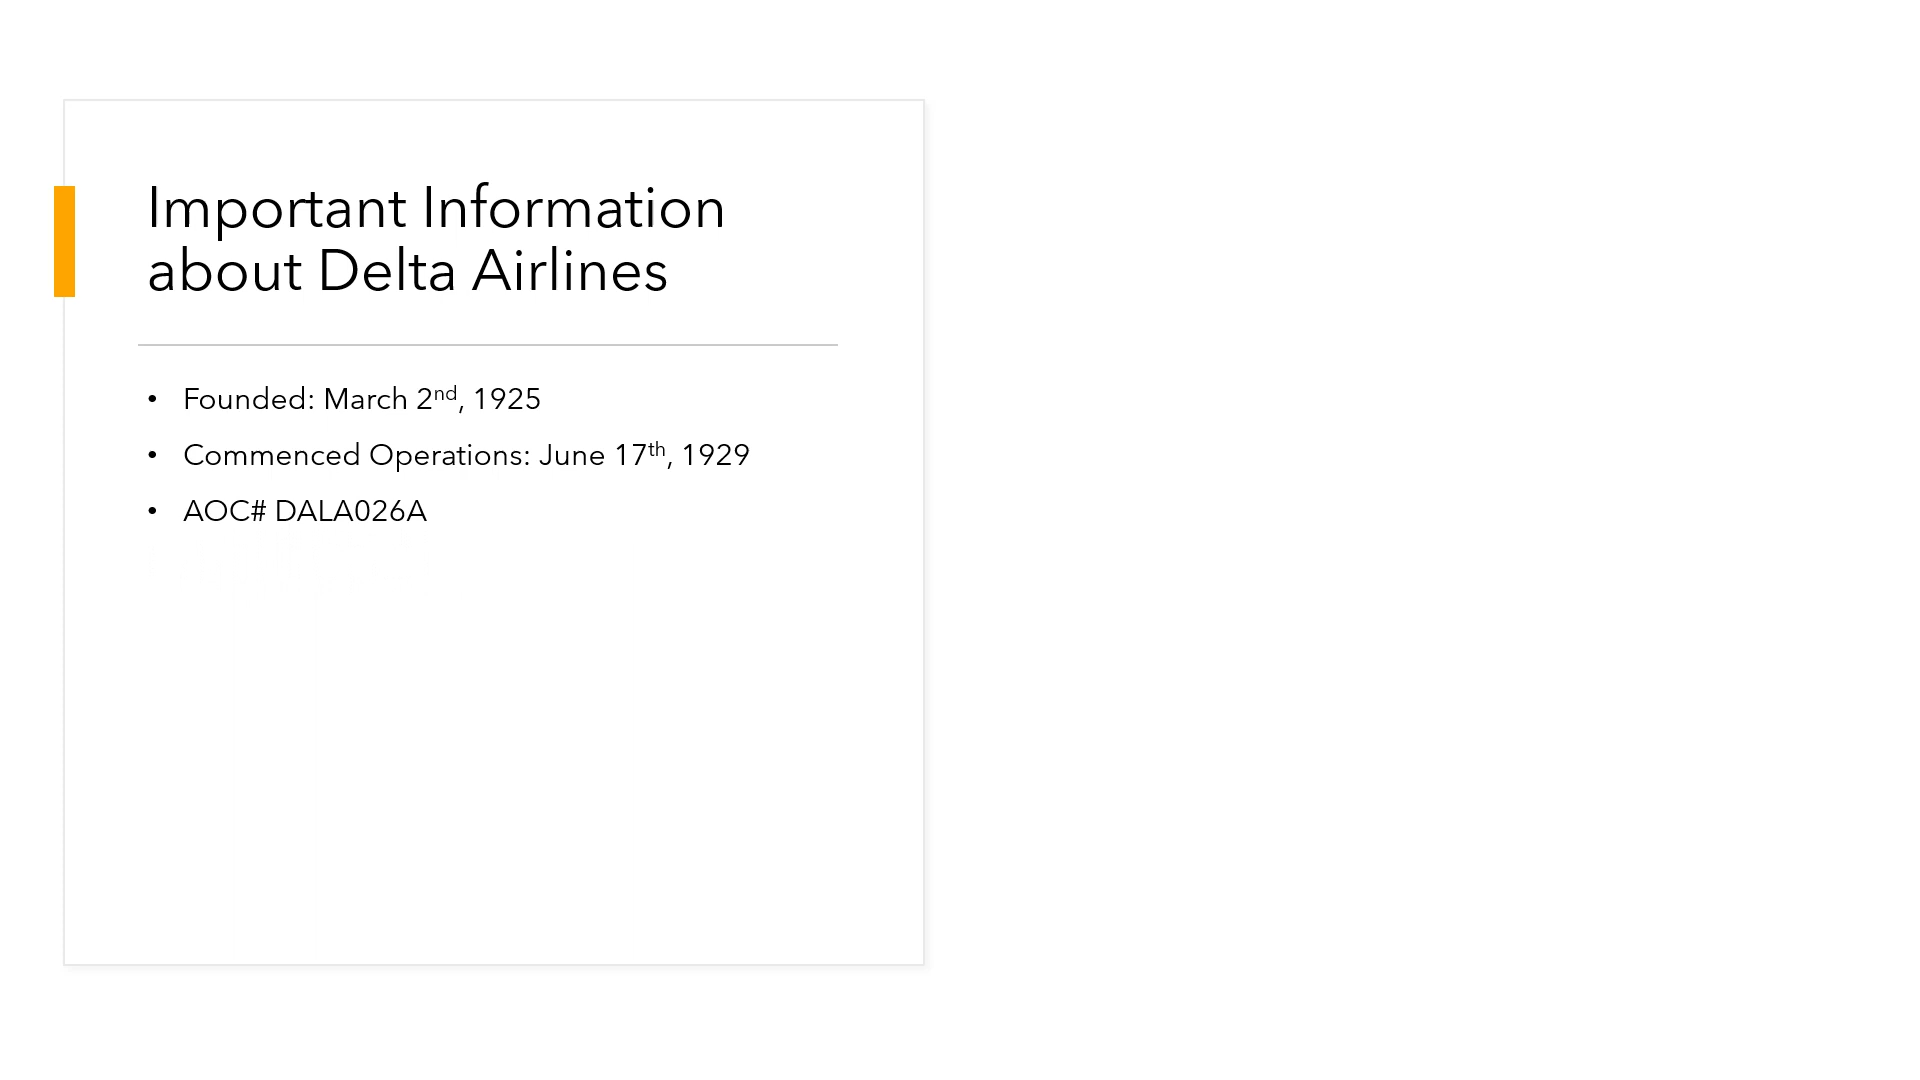 Important Information
about Delta Airlines
• Founded: March 2nd, 1925
• Commenced Operations: June 17th, 1929
• AOC# DALA026A